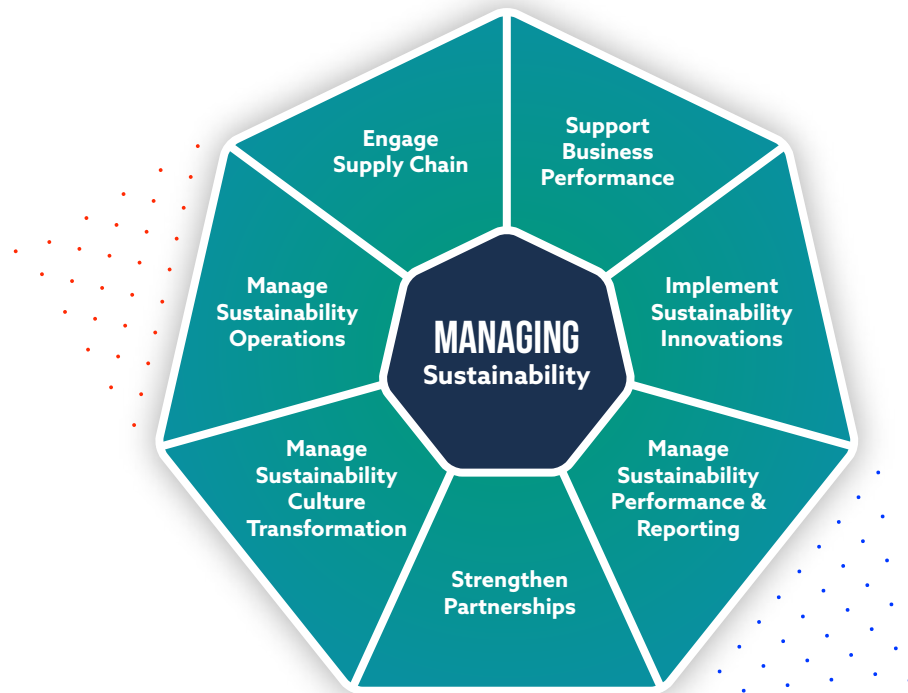 Engage
Supply Chain
Support
Business
Performance
Manage
Sustainability
Operations
MANAGING
Sustainability
Implement
Sustainability
Innovations
Manage
Sustainability
Culture
Transformation
Manage
Sustainability
Performance &
Reporting
Strengthen
Partnerships